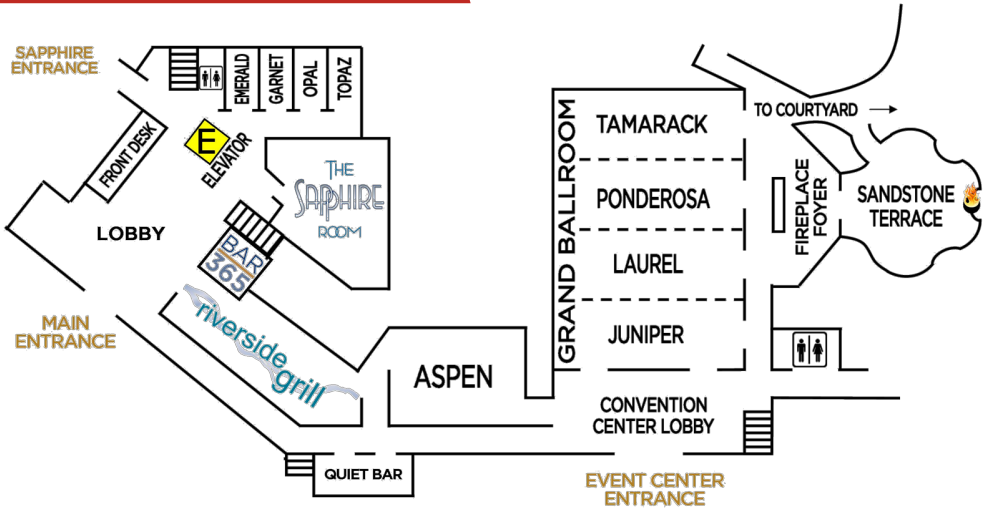 SAPPHIRE
ENTRANCE
EMERALD
GARNET
OPAL
TOPAZ
FRONT DESK
E
ELEVATOR
THE
SAPPHIRE
ROOM
LOBBY
BAR
365
MAIN
ENTRANCE
riverside
grill
ASPEN
QUIET BAR
GRAND BALLROOM
TAMARACK
PONDEROSA
LAUREL
JUNIPER
TO COURTYARD
FIREPLACE
FOYER
SANDSTONE
TERRACE
CONVENTION
CENTER LOBBY
EVENT CENTER
ENTRANCE